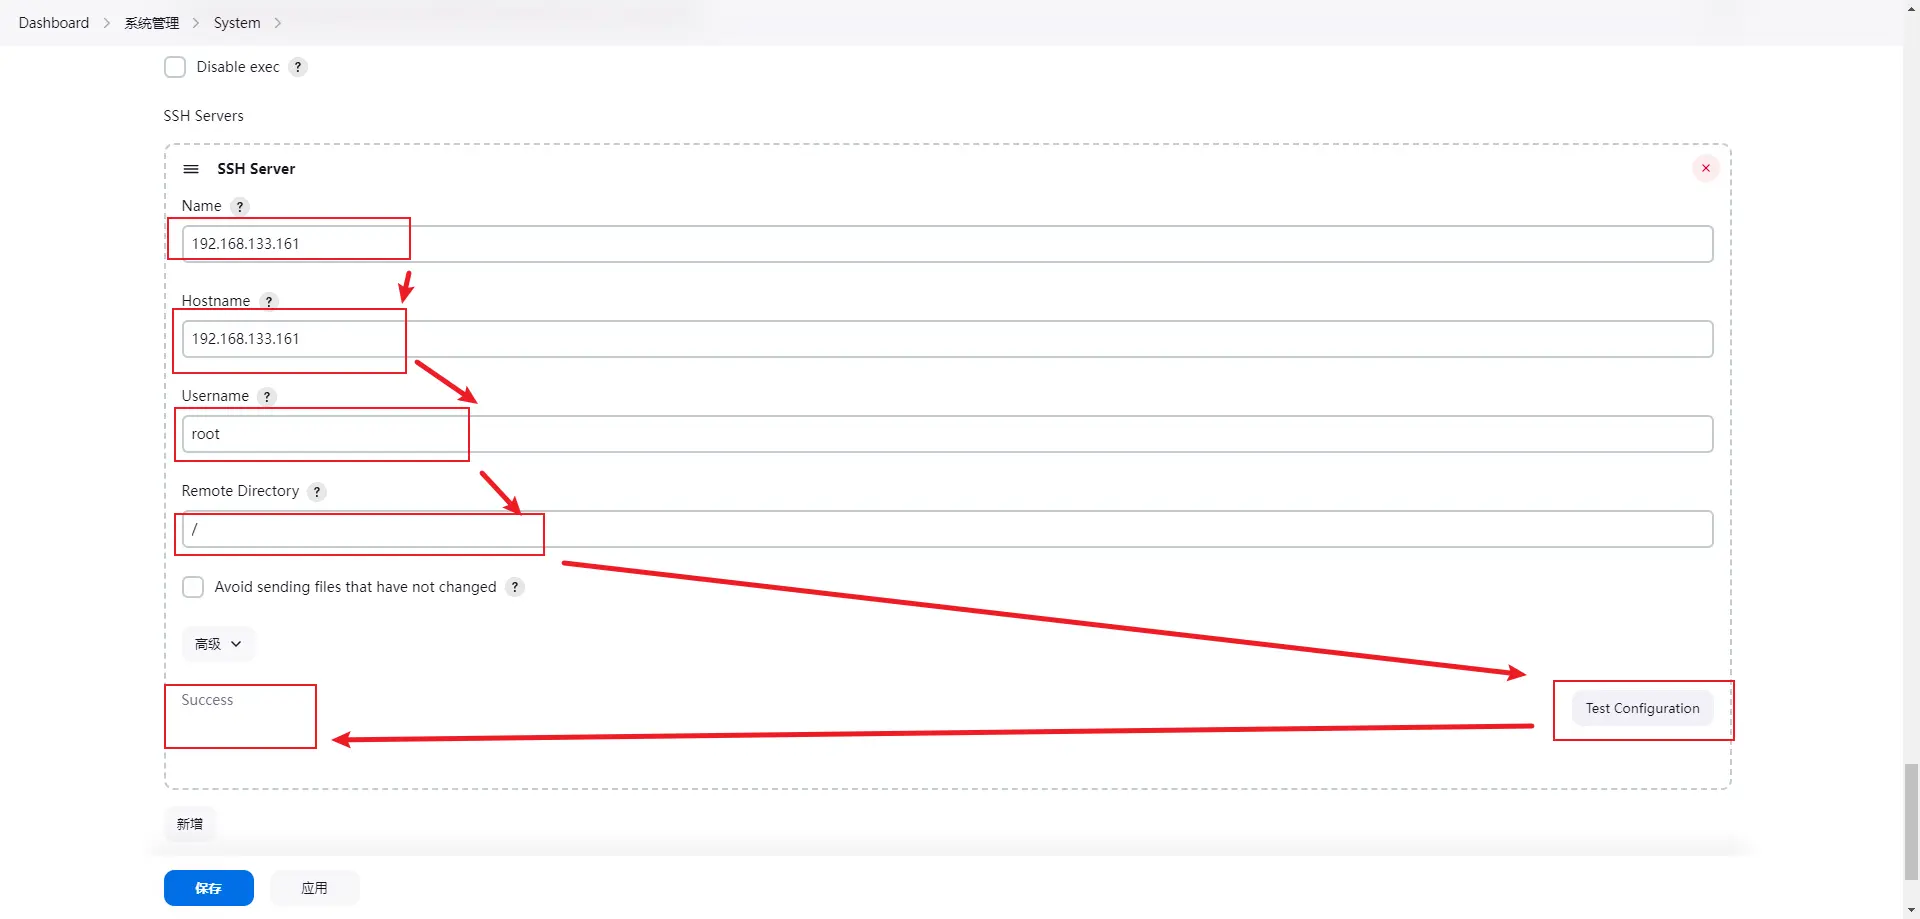 Dashboard > 系统管理 > System >
Disable exec ?
SSH Servers
SSH Server
Name ?
192.168.133.161
Hostname ?
192.168.133.161
Username ?
root
Remote Directory ?
/
Avoid sending files that have not changed ?
高级
Success
Test Configuration
新增
保存 应用